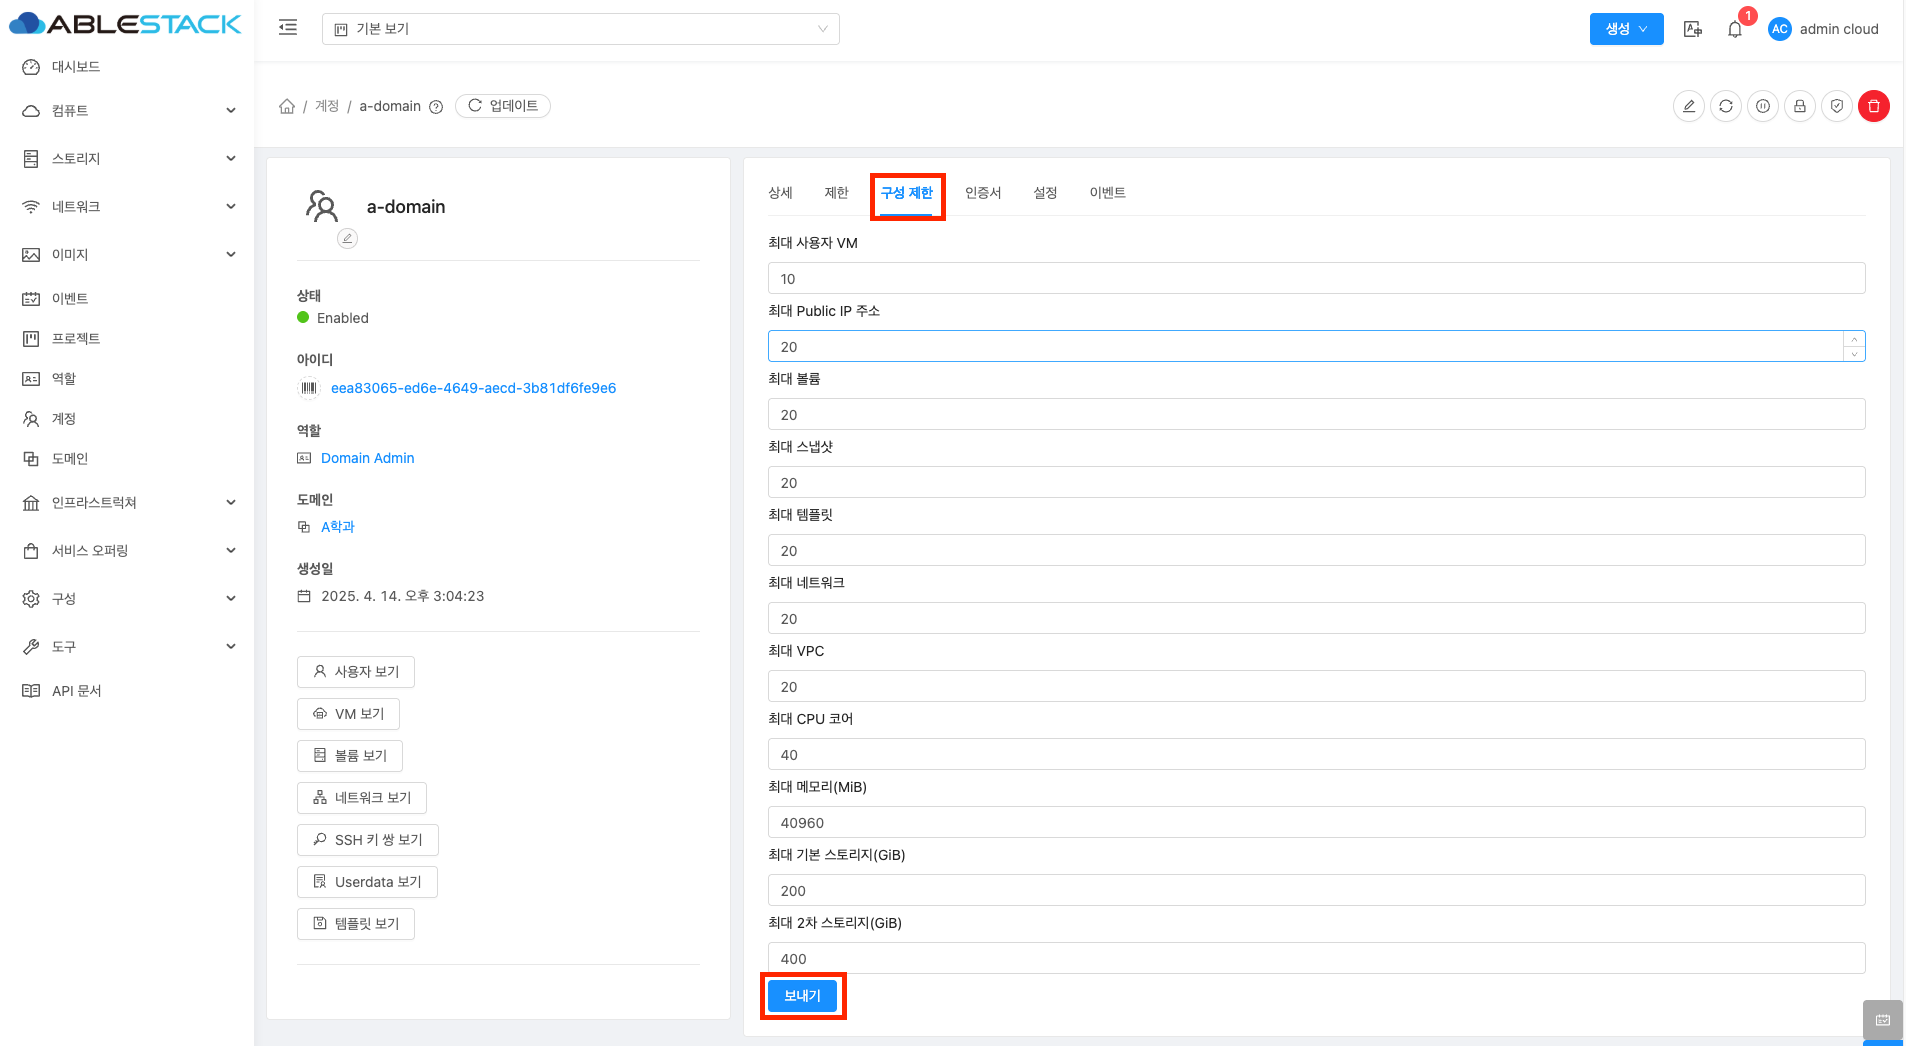 ABLESTACK
기본 보기
생성
1
AC
admin cloud
대시보드
컴퓨트
스토리지
네트워크
이미지
이벤트
프로젝트
역할
계정
도메인
인프라스트럭쳐
서비스 오퍼링
구성
도구
API 문서
/ 계정 / a-domain
업데이트
a-domain
상태
Enabled
아이디
eea83065-ed6e-4649-aecd-3b81df6fe9e6
역할
Domain Admin
도메인
A학과
생성일
2025. 4. 14. 오후 3:04:23
사용자 보기
VM 보기
볼륨 보기
네트워크 보기
SSH 키 쌍 보기
Userdata 보기
템플릿 보기
상세 제한 구성 제한 인증서 설정 이벤트
최대 사용자 VM
10
최대 Public IP 주소
20
최대 볼륨
20
최대 스냅샷
20
최대 템플릿
20
최대 네트워크
20
최대 VPC
20
최대 CPU 코어
40
최대 메모리(MiB)
40960
최대 기본 스토리지(GiB)
200
최대 2차 스토리지(GiB)
400
보내기